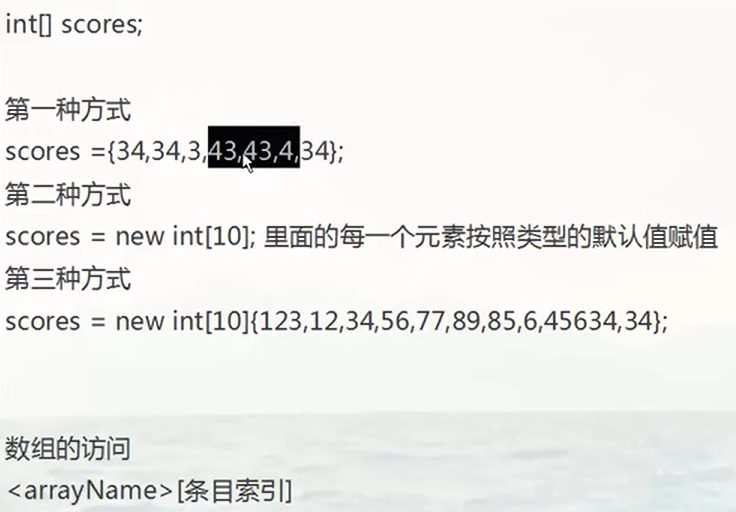 int[] scores;
第一种方式
scores ={34,34,3,43,43,4,34};
第二种方式
scores = new int[10]; 里面的每一个元素按照类型的默认值赋值
第三种方式
scores = new int[10]{123,12,34,56,77,89,85,6,45634,34};
数组的访问
<arrayName>[条目索引]